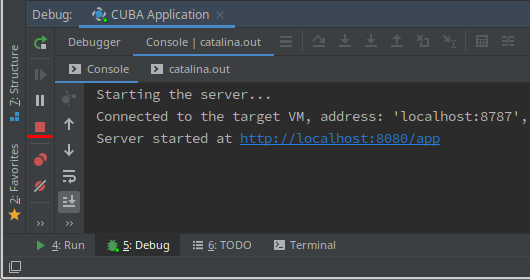 Debug: CUBA Application
Debugger Console | catalina.out
Console catalina.out
7: Structure
2: Favorites
Starting the server...
Connected to the target VM, address: 'localhost:8787',
Server started at http://localhost:8080/app
4: Run 5: Debug 6: TODO Terminal